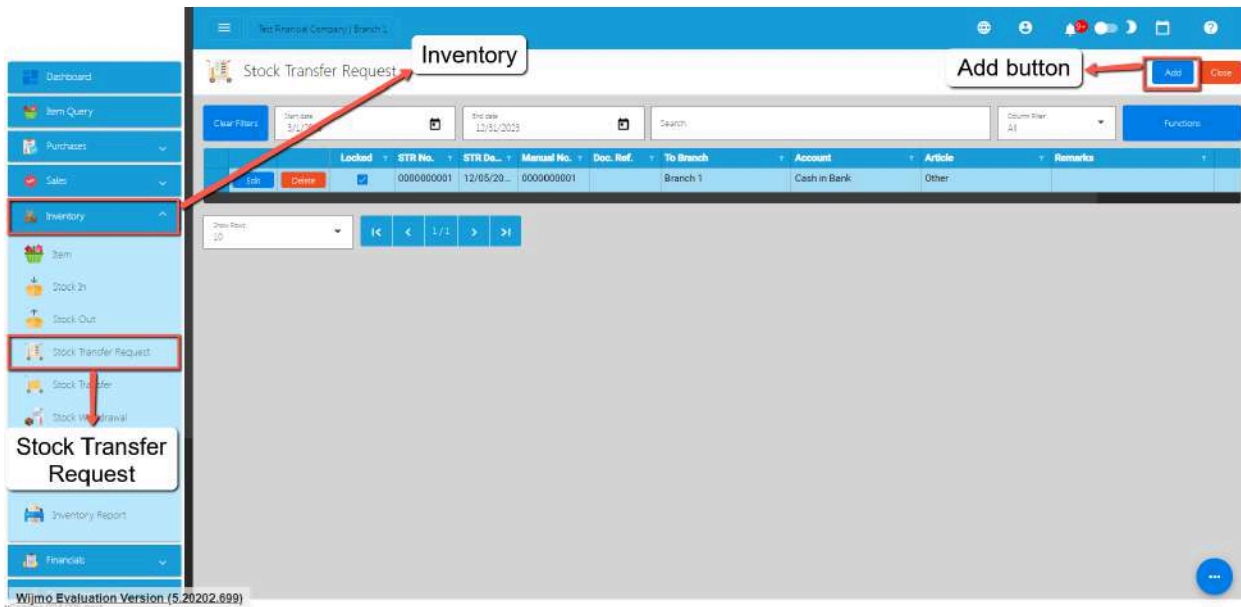 Test Financial Company | Branch 1
9+
Inventory
Add button
Stock Transfer Request
Add
Close
Dashboard
Item Query
Purchases
Sales
Inventory
Item
Stock In
Stock Out
Stock Transfer Request
Stock Transfer
Stock Withdrawal
Stock Transfer
Request
Inventory Report
Financials
Clear Filters
Start date
End date
12/31/2023
Search
Column Filter
All
Functions
Locked
STR No.
STR Da...
Manual No.
Doc. Ref.
To Branch
Account
Article
Remarks
Edit
Delete
0000000001
12/05/20...
0000000001
Branch 1
Cash in Bank
Other
Show Rows
10
1/1
Wijmo Evaluation Version (5.20202.699)